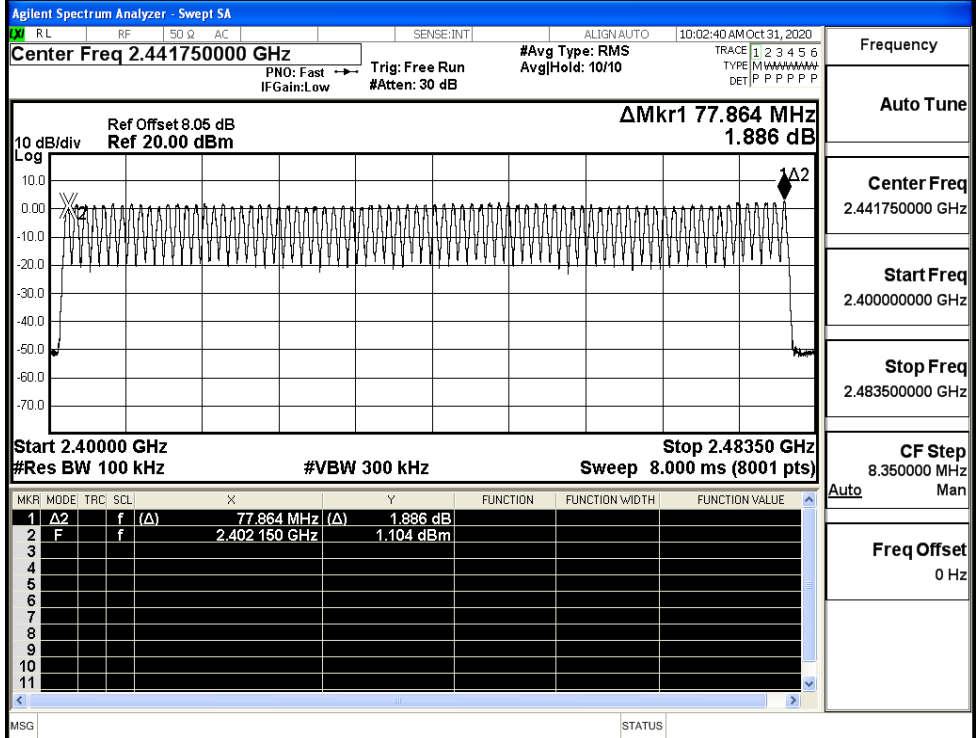 Agilent Spectrum Analyzer - Swept SA
LXI RL RF 50 Ω AC SENSE:INT ALIGN AUTO 10:02:40 AM Oct 31, 2020
Center Freq 2.441750000 GHz
PNO: Fast
IFGain:Low
Trig: Free Run
#Atten: 30 dB
#Avg Type: RMS
Avg|Hold: 10/10
TRACE 1 2 3 4 5 6
TYPE M WWWWW
DET P P P P P P
ΔMkr1 77.864 MHz
1.886 dB
Ref Offset 8.05 dB
10 dB/div Ref 20.00 dBm
Log
10.0
0.00
-10.0
-20.0
-30.0
-40.0
-50.0
-60.0
-70.0
X2
1Δ2
Start 2.40000 GHz Stop 2.48350 GHz
#Res BW 100 kHz #VBW 300 kHz Sweep 8.000 ms (8001 pts)
MKR MODE TRC SCL X Y FUNCTION FUNCTION WIDTH FUNCTION VALUE
1 Δ2 f (Δ) 77.864 MHz (Δ) 1.886 dB
2 F f 2.402 150 GHz 1.104 dBm
3
4
5
6
7
8
9
10
11
MSG STATUS
Frequency
Auto Tune
Center Freq
2.441750000 GHz
Start Freq
2.400000000 GHz
Stop Freq
2.483500000 GHz
CF Step
8.350000 MHz
Auto Man
Freq Offset
0 Hz